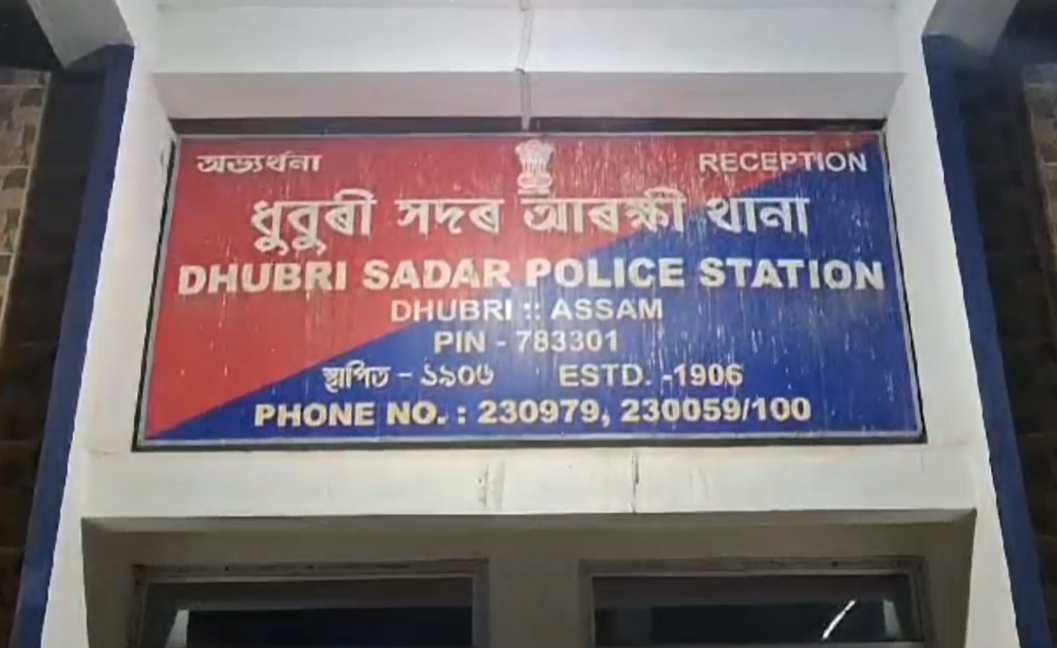 অভ্যৰ্থনা RECEPTION
ধুবুৰী সদৰ আৰক্ষী থানা
DHUBRI SADAR POLICE STATION
DHUBRI :: ASSAM
PIN - 783301
স্থাপিত - ১৯০৬ ESTD. -1906
PHONE NO. : 230979, 230059/100